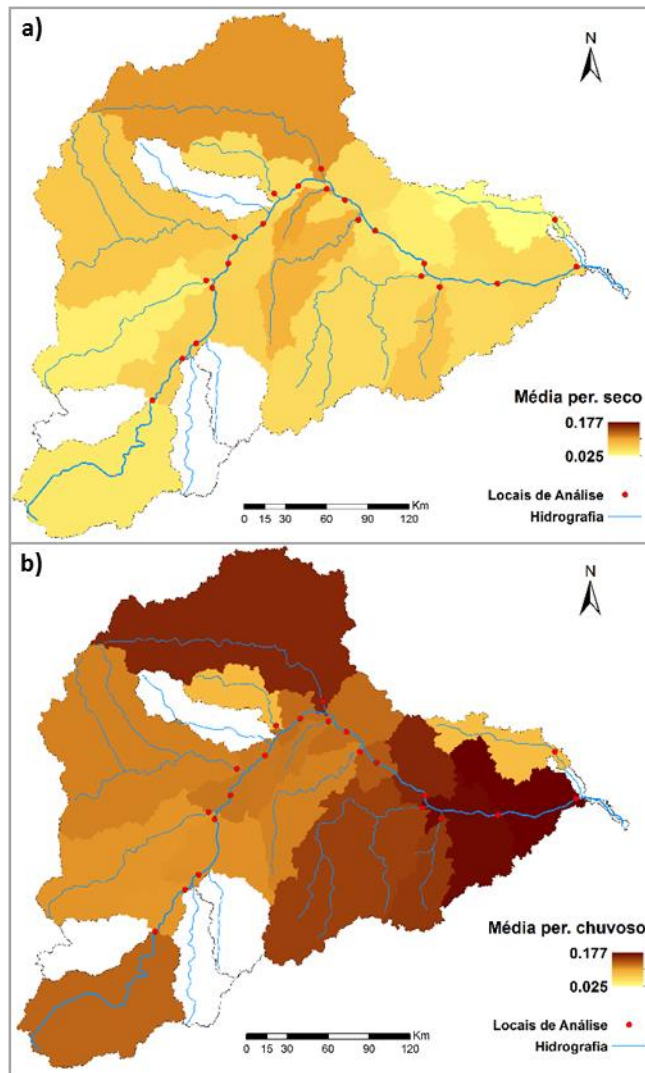 a)
N
Média per. seco
0.177
0.025
Locais de Análise
Hidrografia
Km
0 15 30 60 90 120
b)
N
Média per. chuvoso
0.177
0.025
Locais de Análise
Hidrografia
Km
0 15 30 60 90 120